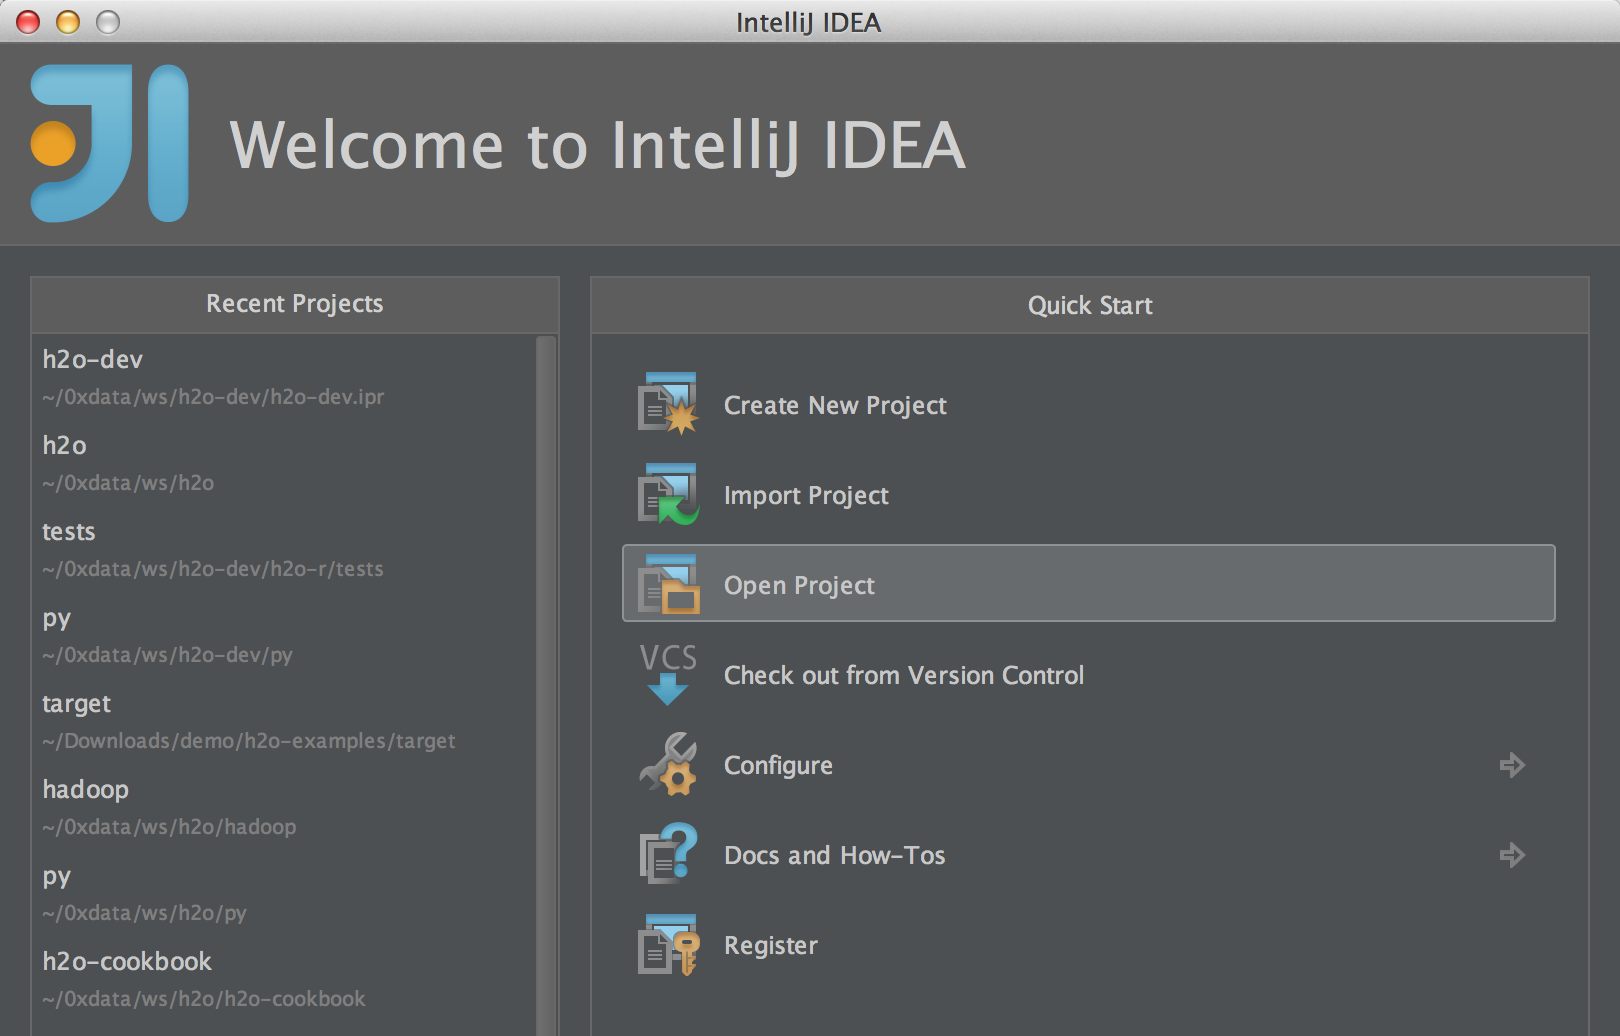 IntelliJ IDEA
Welcome to IntelliJ IDEA
Recent Projects
h2o-dev
~/0xdata/ws/h2o-dev/h2o-dev.ipr
h2o
~/0xdata/ws/h2o
tests
~/0xdata/ws/h2o-dev/h2o-r/tests
py
~/0xdata/ws/h2o-dev/py
target
~/Downloads/demo/h2o-examples/target
hadoop
~/0xdata/ws/h2o/hadoop
py
~/0xdata/ws/h2o/py
h2o-cookbook
~/0xdata/ws/h2o/h2o-cookbook
Quick Start
Create New Project
Import Project
Open Project
VCS
Check out from Version Control
Configure
Docs and How-Tos
Register